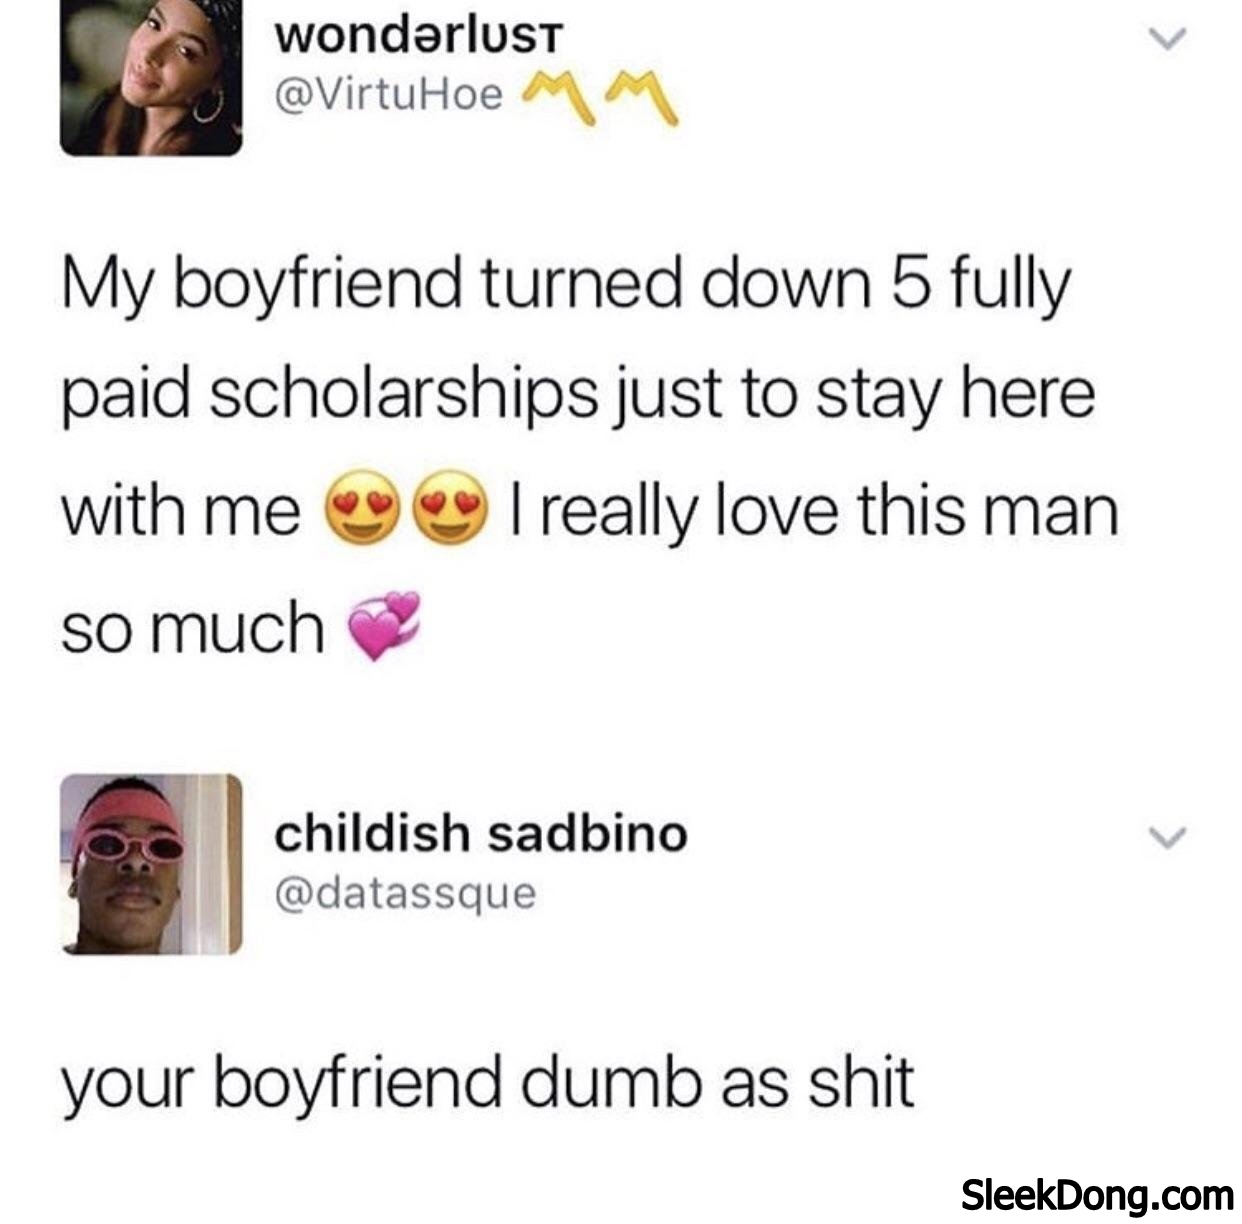 wondərlusт
@VirtuHoe 〽️〽️
My boyfriend turned down 5 fully
paid scholarships just to stay here
with me 😍😍 I really love this man
so much 💞
childish sadbino
@datassque
your boyfriend dumb as shit
SleekDong.com